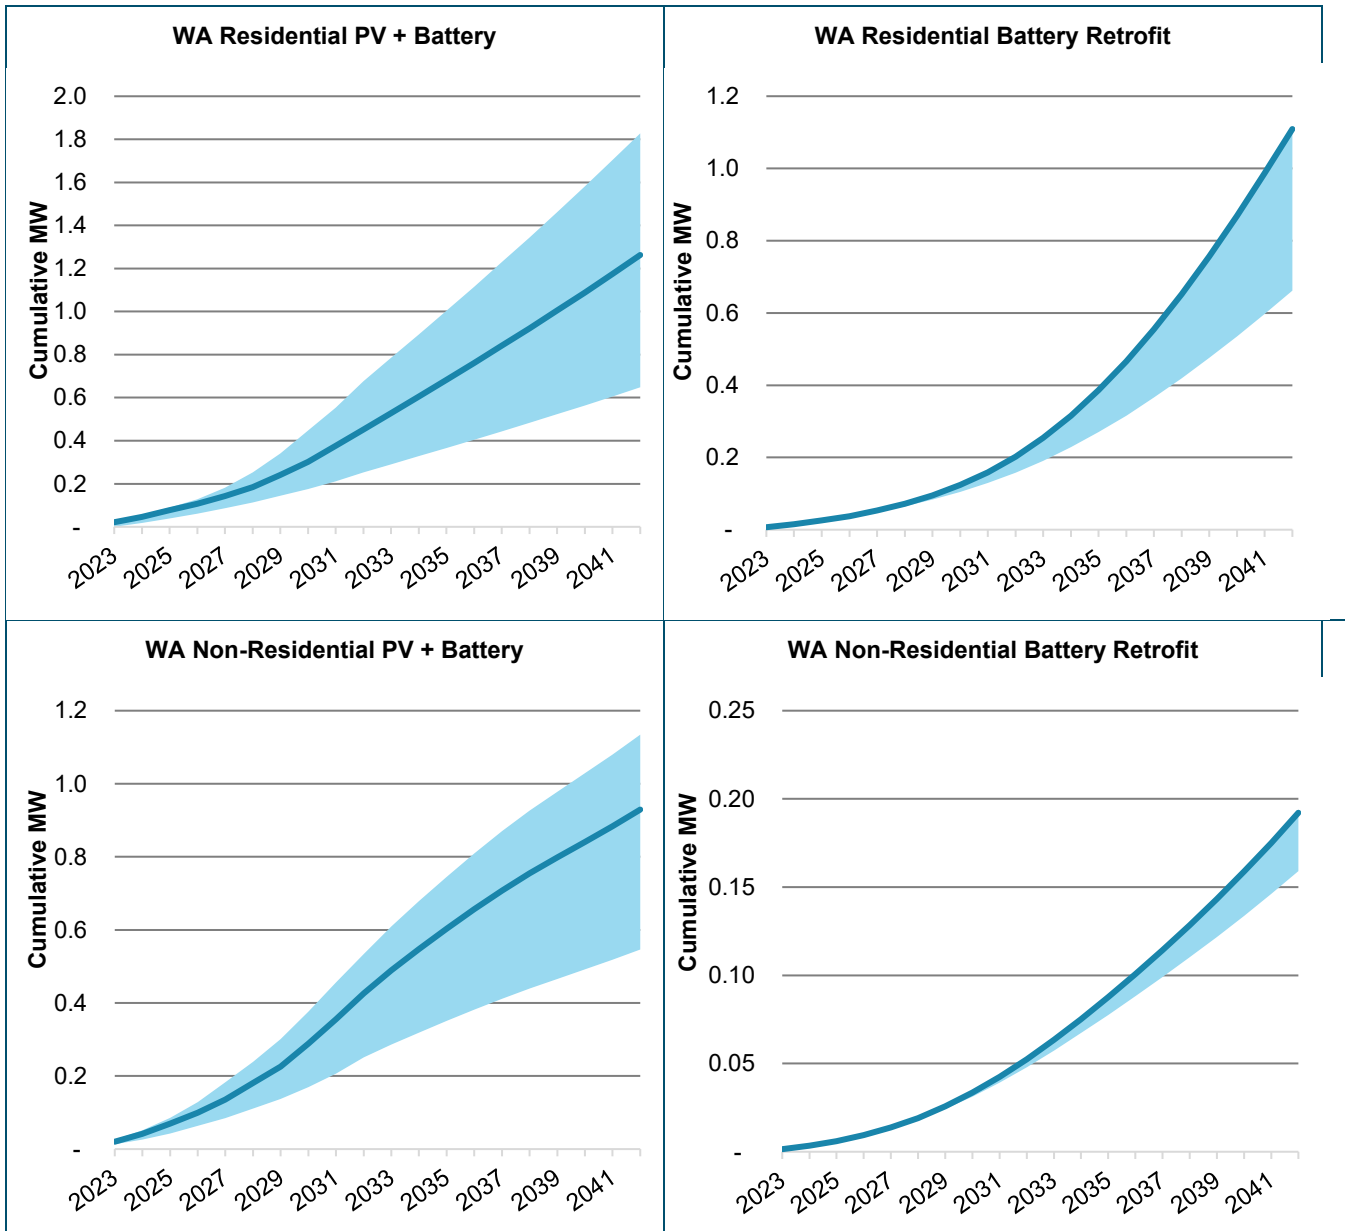 WA Residential PV + Battery
Cumulative MW
2.0
1.8
1.6
1.4
1.2
1.0
0.8
0.6
0.4
0.2
-
2023 2025 2027 2029 2031 2033 2035 2037 2039 2041
WA Residential Battery Retrofit
Cumulative MW
1.2
1.0
0.8
0.6
0.4
0.2
-
2023 2025 2027 2029 2031 2033 2035 2037 2039 2041
WA Non-Residential PV + Battery
Cumulative MW
1.2
1.0
0.8
0.6
0.4
0.2
-
2023 2025 2027 2029 2031 2033 2035 2037 2039 2041
WA Non-Residential Battery Retrofit
Cumulative MW
0.25
0.20
0.15
0.10
0.05
-
2023 2025 2027 2029 2031 2033 2035 2037 2039 2041